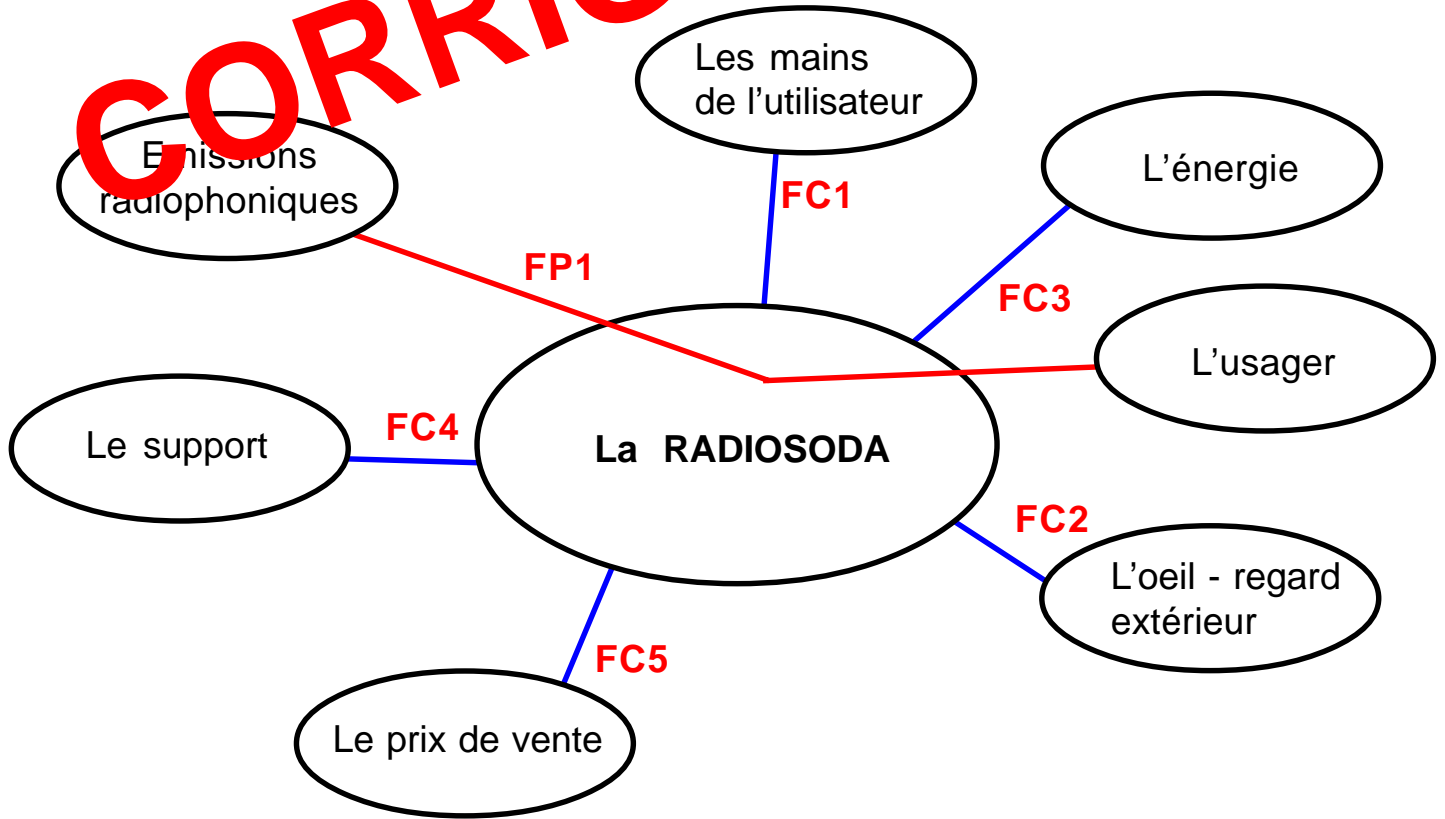 Les mains
de l'utilisateur
Emissions
radiophoniques
L'énergie
FC1
FP1
FC3
L'usager
FC4
Le support
La RADIOSODA
FC2
L'oeil - regard
extérieur
FC5
Le prix de vente